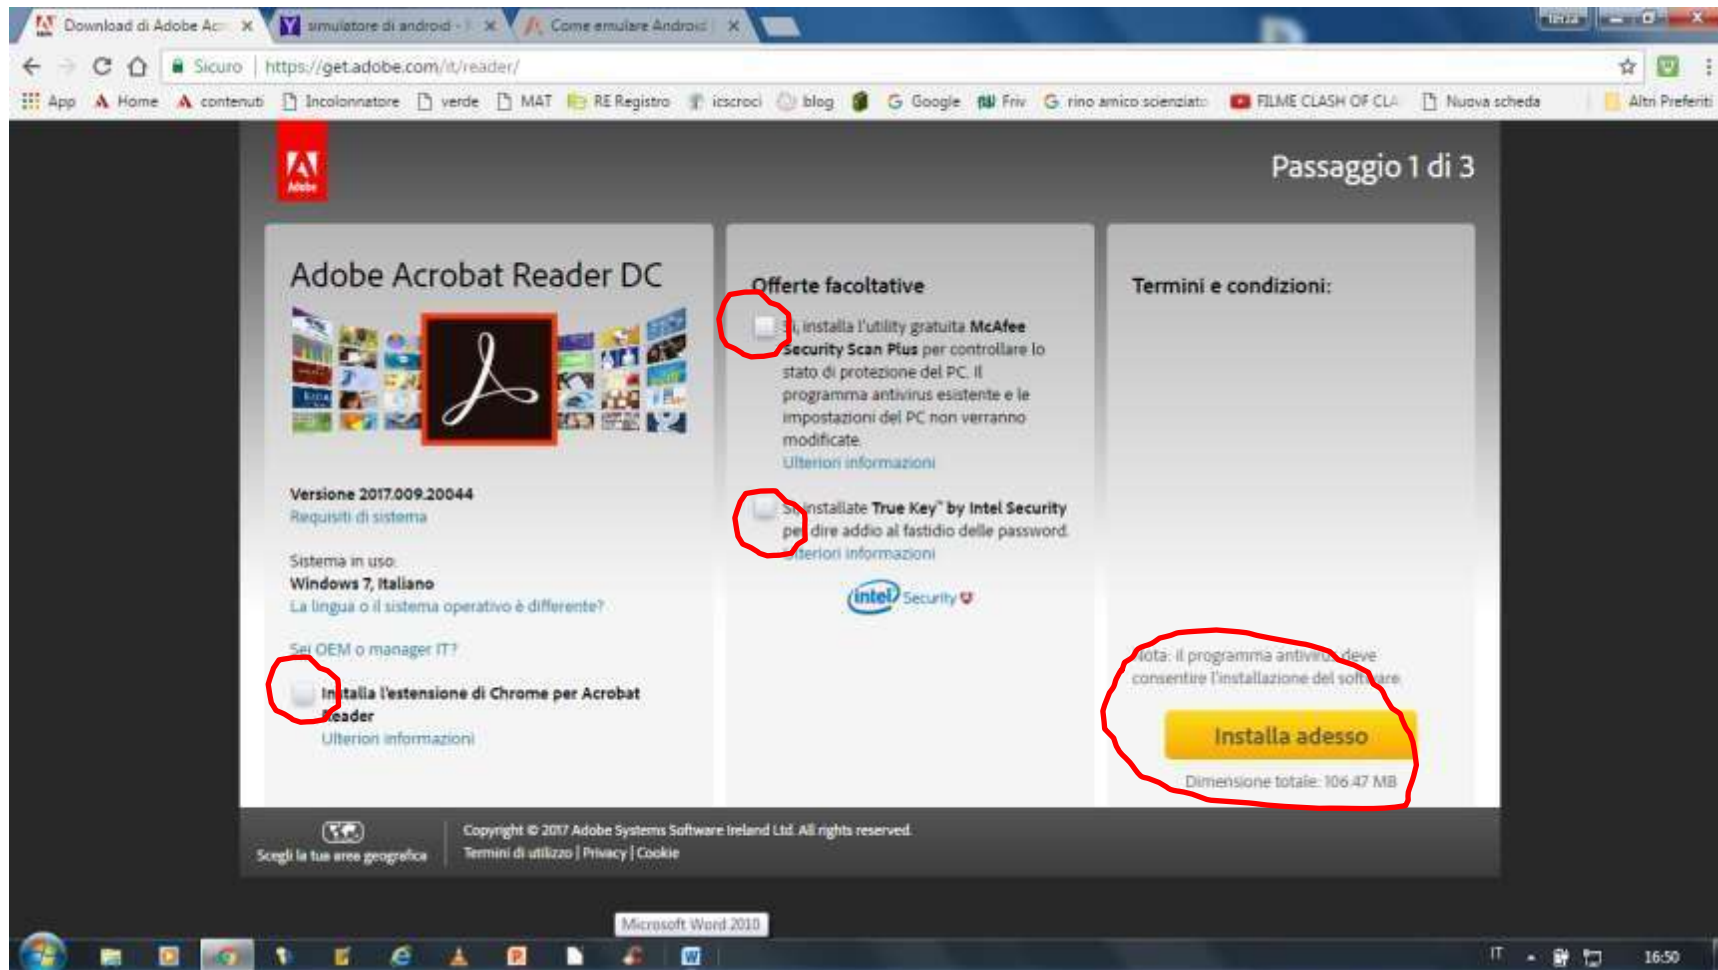 Download di Adobe Acr
simulatore di android -
Come emulare Android
terza
Sicuro
https://get.adobe.com/it/reader/
App
Home
contenuti
Incolonnatore
verde
MAT
RE Registro
icscroci
blog
Google
Friv
rino amico scienziato
FILME CLASH OF CLA
Nuova scheda
Altri Preferiti
Adobe
Passaggio 1 di 3
Adobe Acrobat Reader DC
Versione 2017.009.20044
Requisiti di sistema
Sistema in uso:
Windows 7, Italiano
La lingua o il sistema operativo è differente?
Sei OEM o manager IT?
Installa l'estensione di Chrome per Acrobat
Reader
Ulteriori informazioni
Offerte facoltative
Sì, installa l'utility gratuita McAfee
Security Scan Plus per controllare lo
stato di protezione del PC. Il
programma antivirus esistente e le
impostazioni del PC non verranno
modificate.
Ulteriori informazioni
Sì, installate True Key™ by Intel Security
per dire addio al fastidio delle password.
Ulteriori informazioni
intel Security
Termini e condizioni:
Nota: il programma antivirus deve
consentire l'installazione del software.
Installa adesso
Dimensione totale: 106.47 MB
Scegli la tua area geografica
Copyright © 2017 Adobe Systems Software Ireland Ltd. All rights reserved.
Termini di utilizzo | Privacy | Cookie
Microsoft Word 2010
IT
16:50